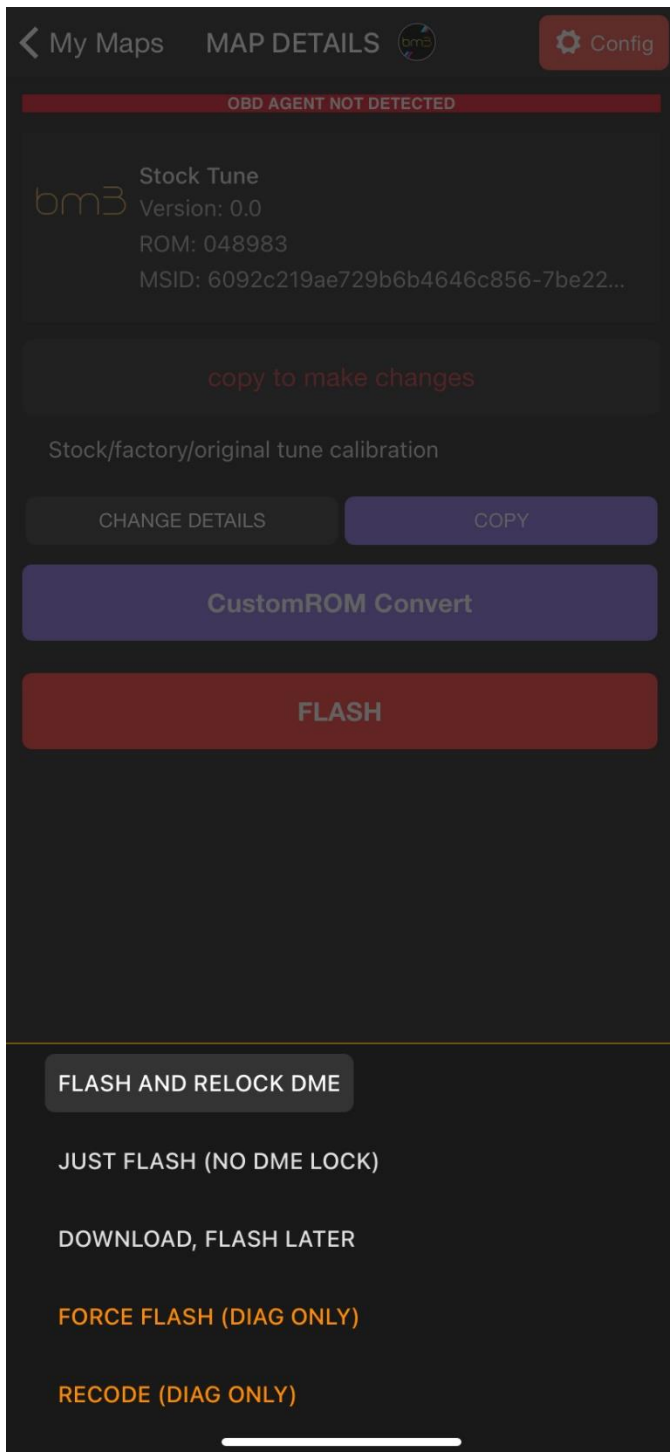 My Maps MAP DETAILS bm3 Config
OBD AGENT NOT DETECTED
bm3
Stock Tune
Version: 0.0
ROM: 048983
MSID: 6092c219ae729b6b4646c856-7be22...
copy to make changes
Stock/factory/original tune calibration
CHANGE DETAILS COPY
CustomROM Convert
FLASH
FLASH AND RELOCK DME
JUST FLASH (NO DME LOCK)
DOWNLOAD, FLASH LATER
FORCE FLASH (DIAG ONLY)
RECODE (DIAG ONLY)